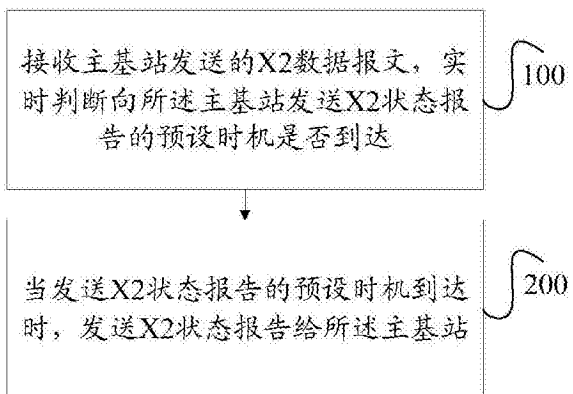 接收主基站发送的X2数据报文，实
时判断向所述主基站发送X2状态报
告的预设时机是否到达
100
当发送X2状态报告的预设时机到达
时，发送X2状态报告给所述主基站
200